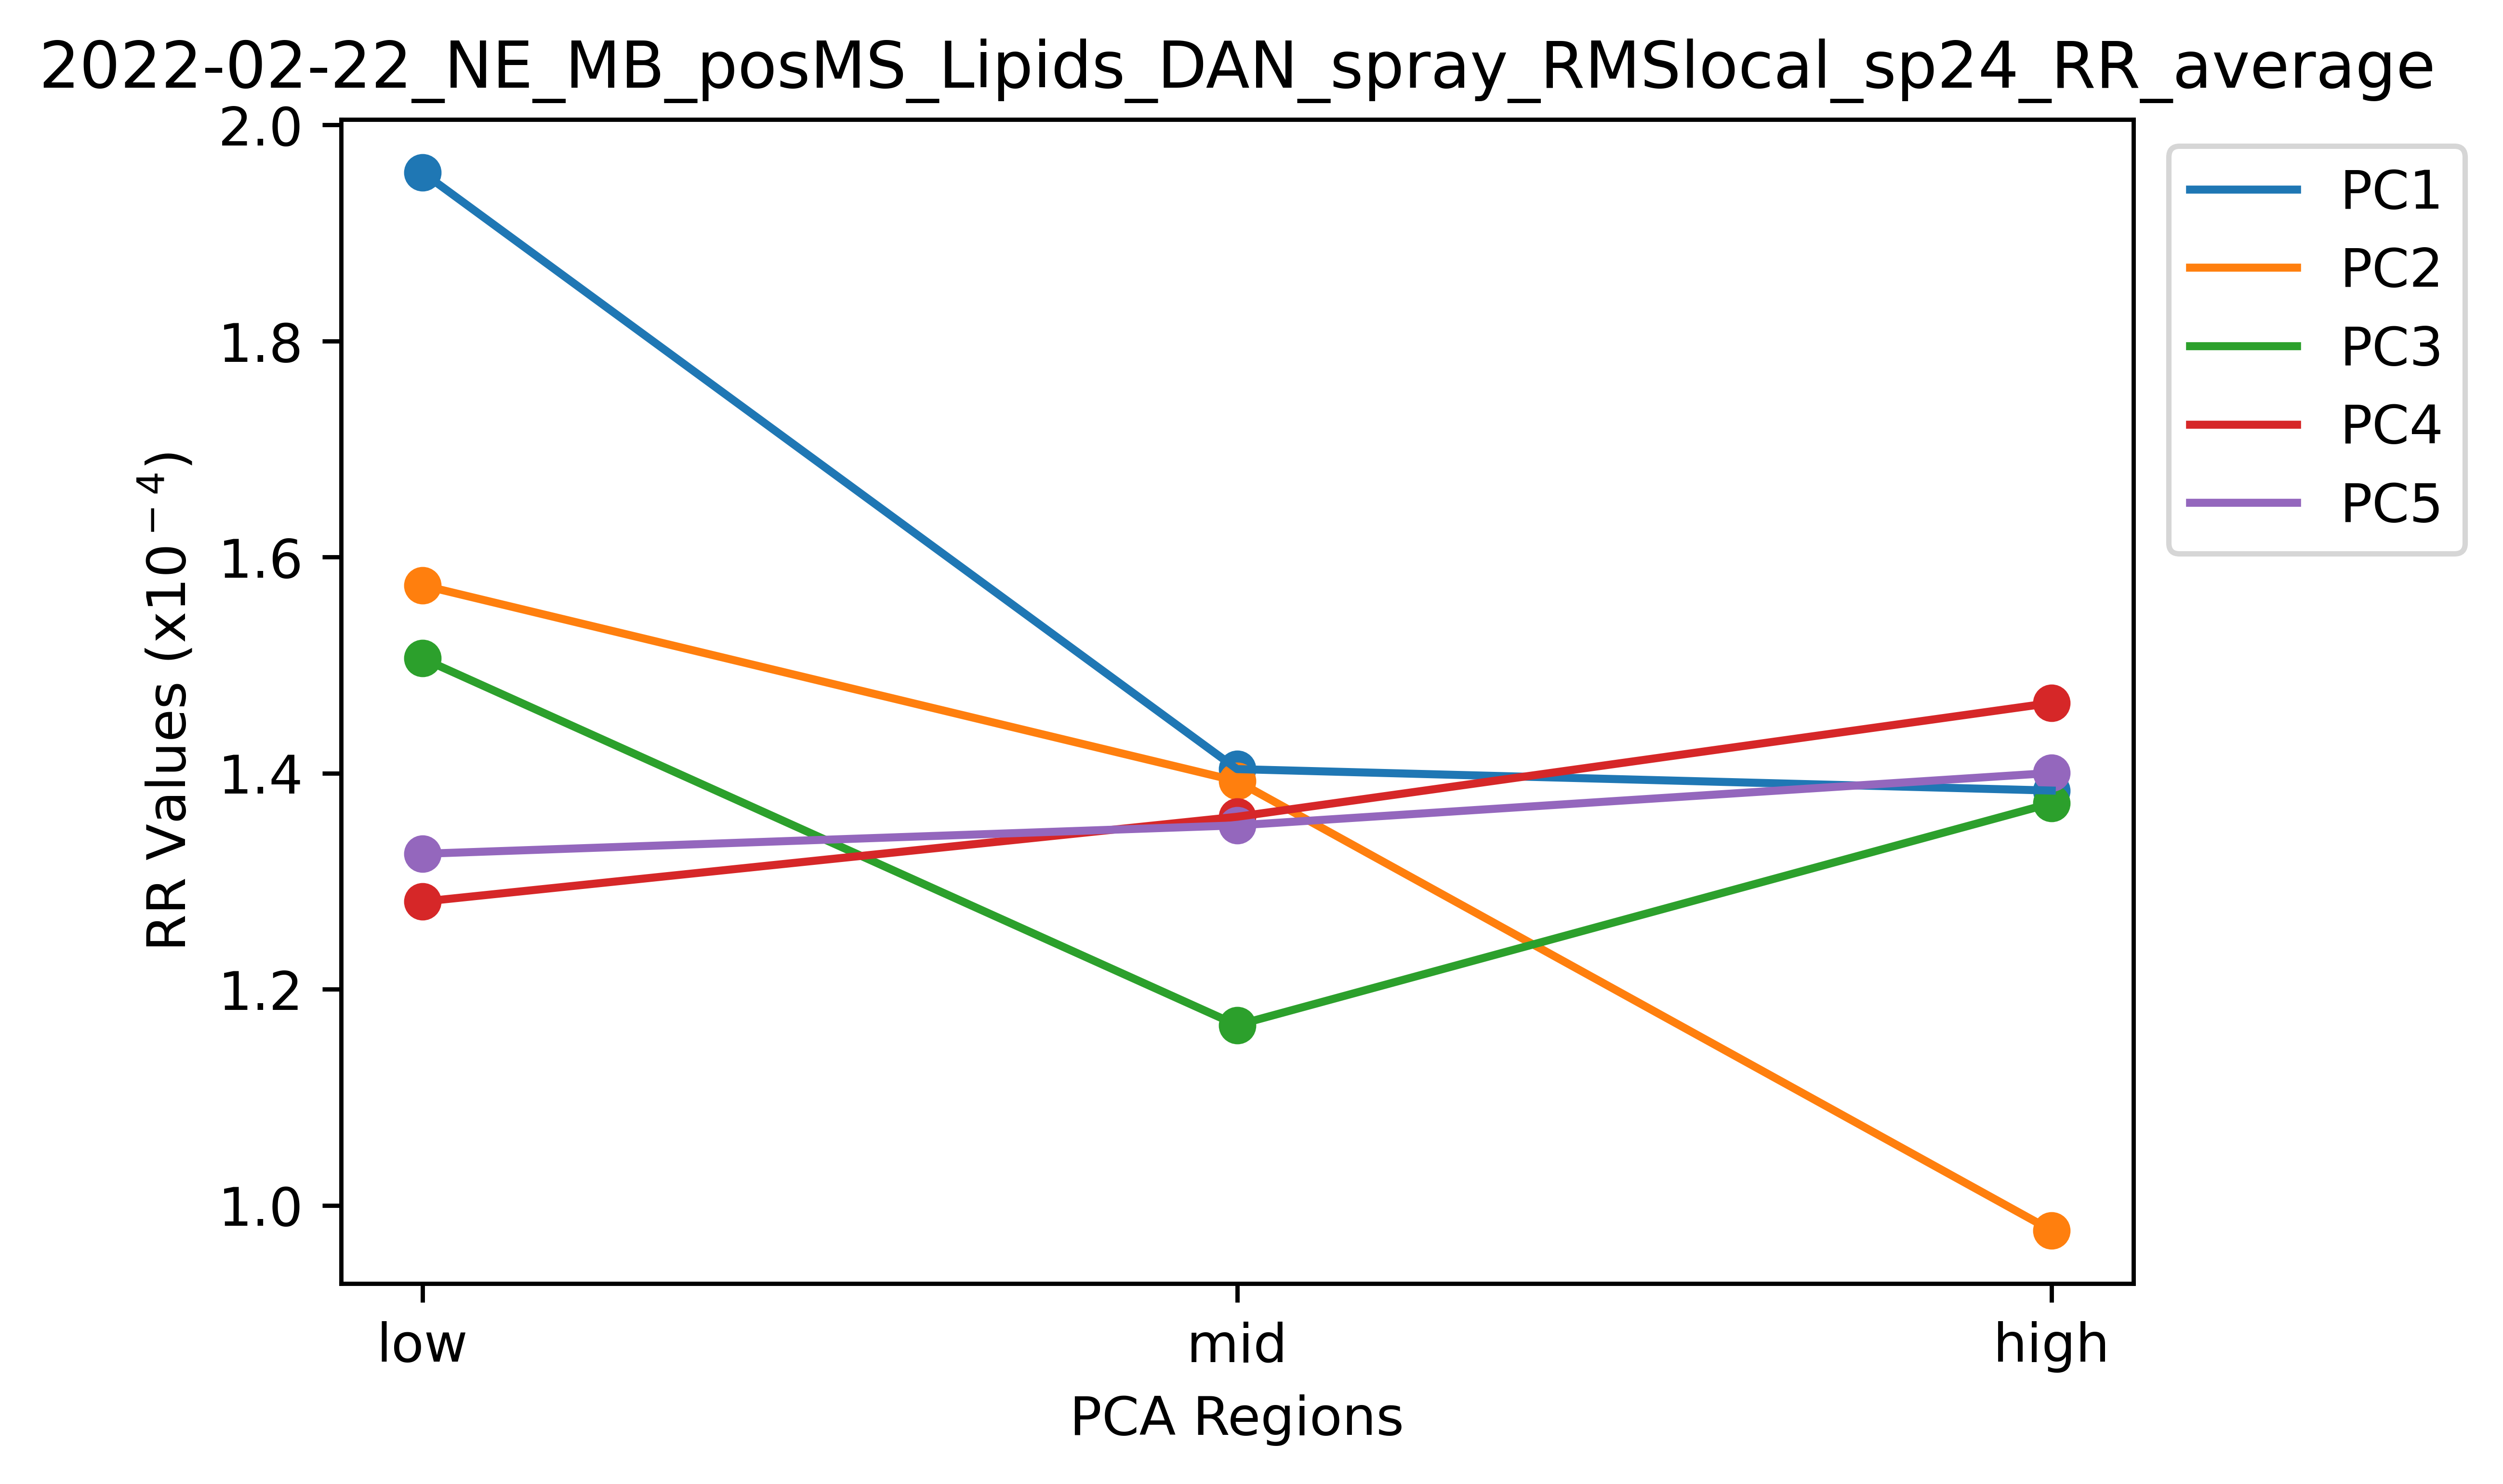 2022-02-22_NE_MB_posMS_Lipids_DAN_spray_RMSlocal_sp24_RR_average
2.0
1.8
1.6
1.4
1.2
1.0
RR Values (x10⁻⁴)
low
mid
high
PCA Regions
PC1
PC2
PC3
PC4
PC5